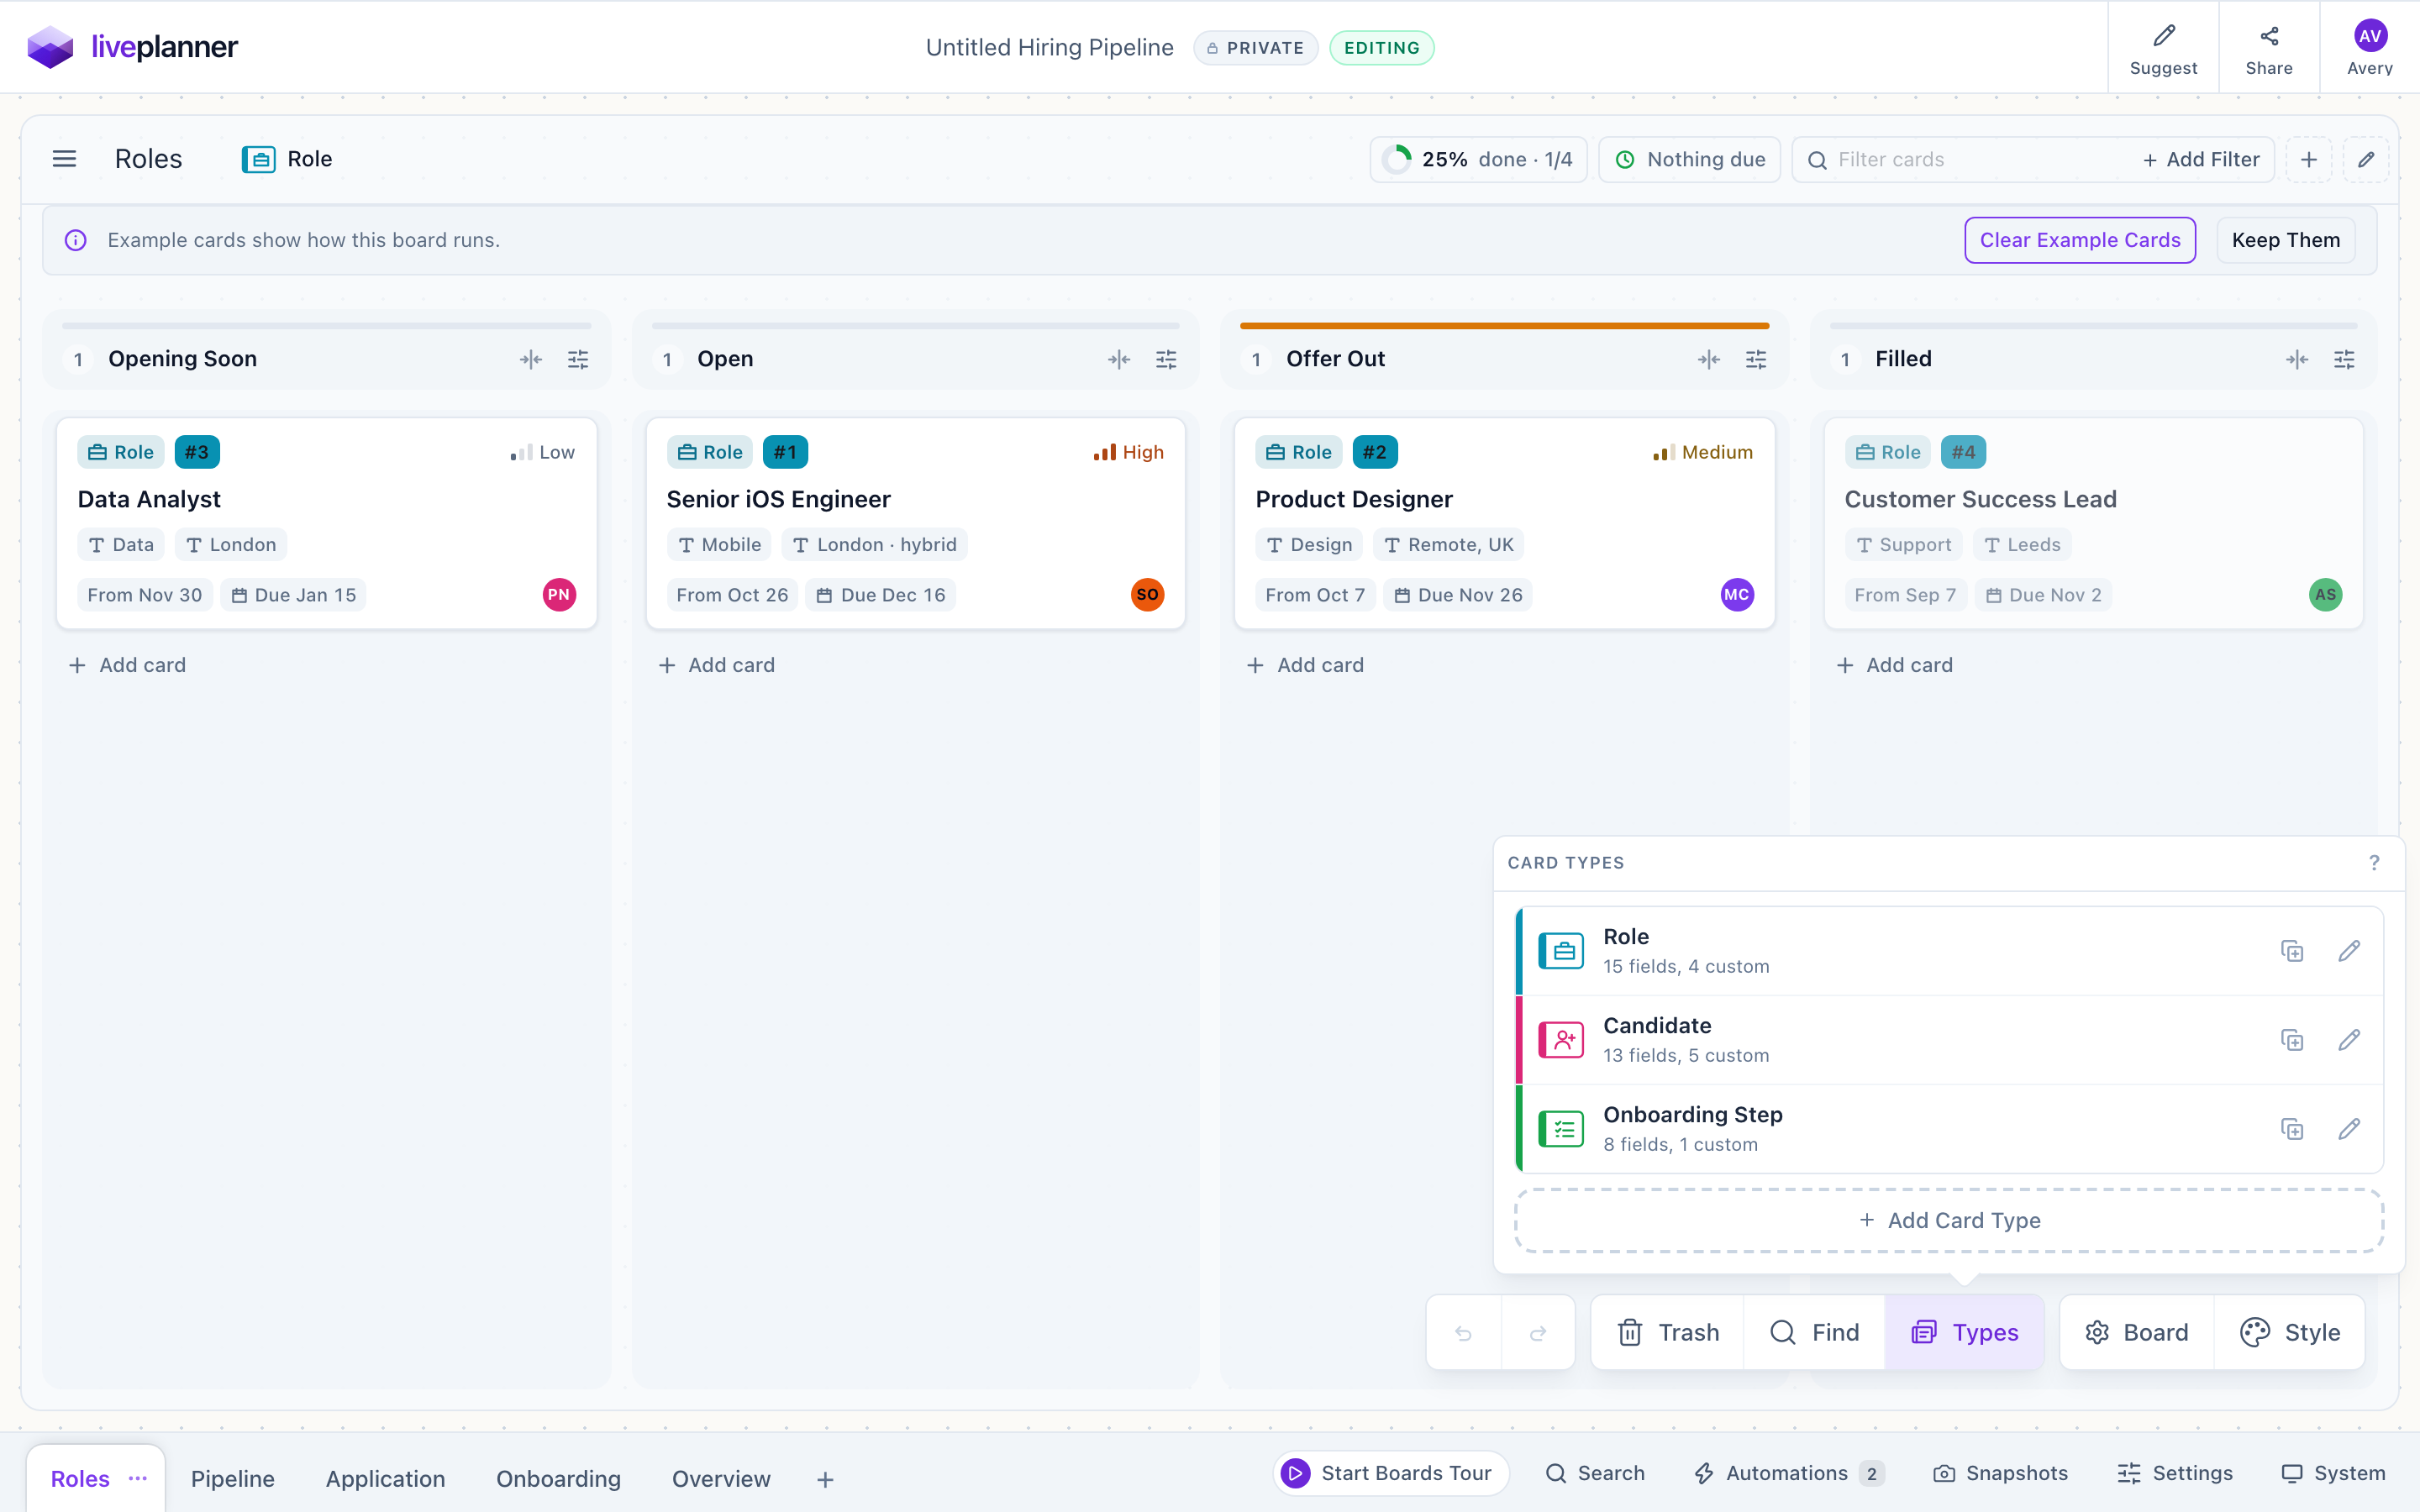 liveplanner
Untitled Hiring Pipeline PRIVATE EDITING
Suggest Share AV Avery
Roles Role 25% done · 1/4 Nothing due Filter cards + Add Filter +
Example cards show how this board runs. Clear Example Cards Keep Them
1 Opening Soon
1 Open
1 Offer Out
1 Filled
Role #3 Low
Data Analyst
Data London
From Nov 30 Due Jan 15 PN
+ Add card
Role #1 High
Senior iOS Engineer
Mobile London · hybrid
From Oct 26 Due Dec 16 SO
+ Add card
Role #2 Medium
Product Designer
Design Remote, UK
From Oct 7 Due Nov 26 MC
+ Add card
Role #4
Customer Success Lead
Support Leeds
From Sep 7 Due Nov 2 AS
+ Add card
CARD TYPES ?
Role
15 fields, 4 custom
Candidate
13 fields, 5 custom
Onboarding Step
8 fields, 1 custom
+ Add Card Type
Trash Find Types Board Style
Roles ··· Pipeline Application Onboarding Overview +
Start Boards Tour Search Automations 2 Snapshots Settings System